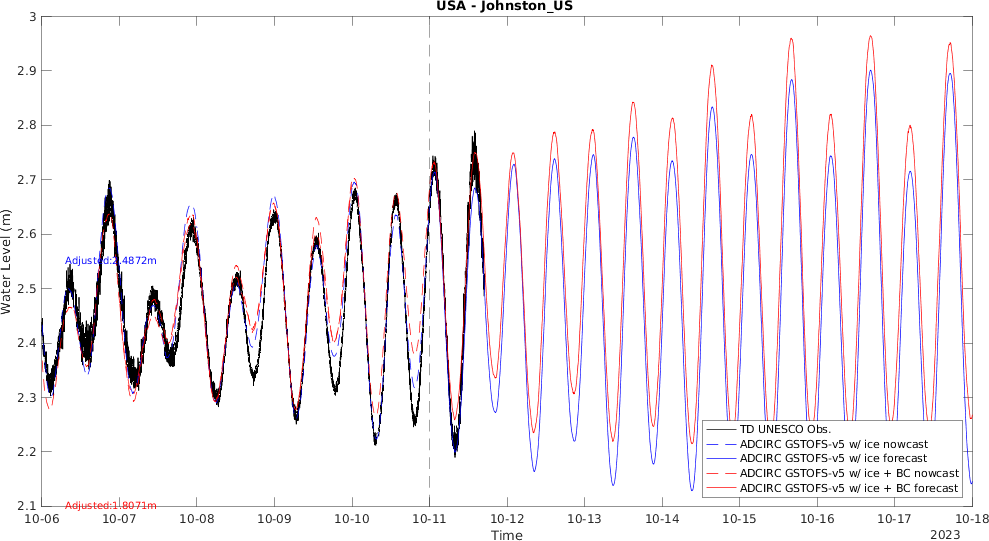 USA - Johnston_US
3
2.9
2.8
2.7
2.6
2.5
2.4
2.3
2.2
2.1
Water Level (m)
Adjusted:2.4872m
Adjusted:1.8071m
TD UNESCO Obs.
ADCIRC GSTOFS-v5 w/ ice nowcast
ADCIRC GSTOFS-v5 w/ ice forecast
ADCIRC GSTOFS-v5 w/ ice + BC nowcast
ADCIRC GSTOFS-v5 w/ ice + BC forecast
10-06 10-07 10-08 10-09 10-10 10-11 10-12 10-13 10-14 10-15 10-16 10-17 10-18
Time
2023